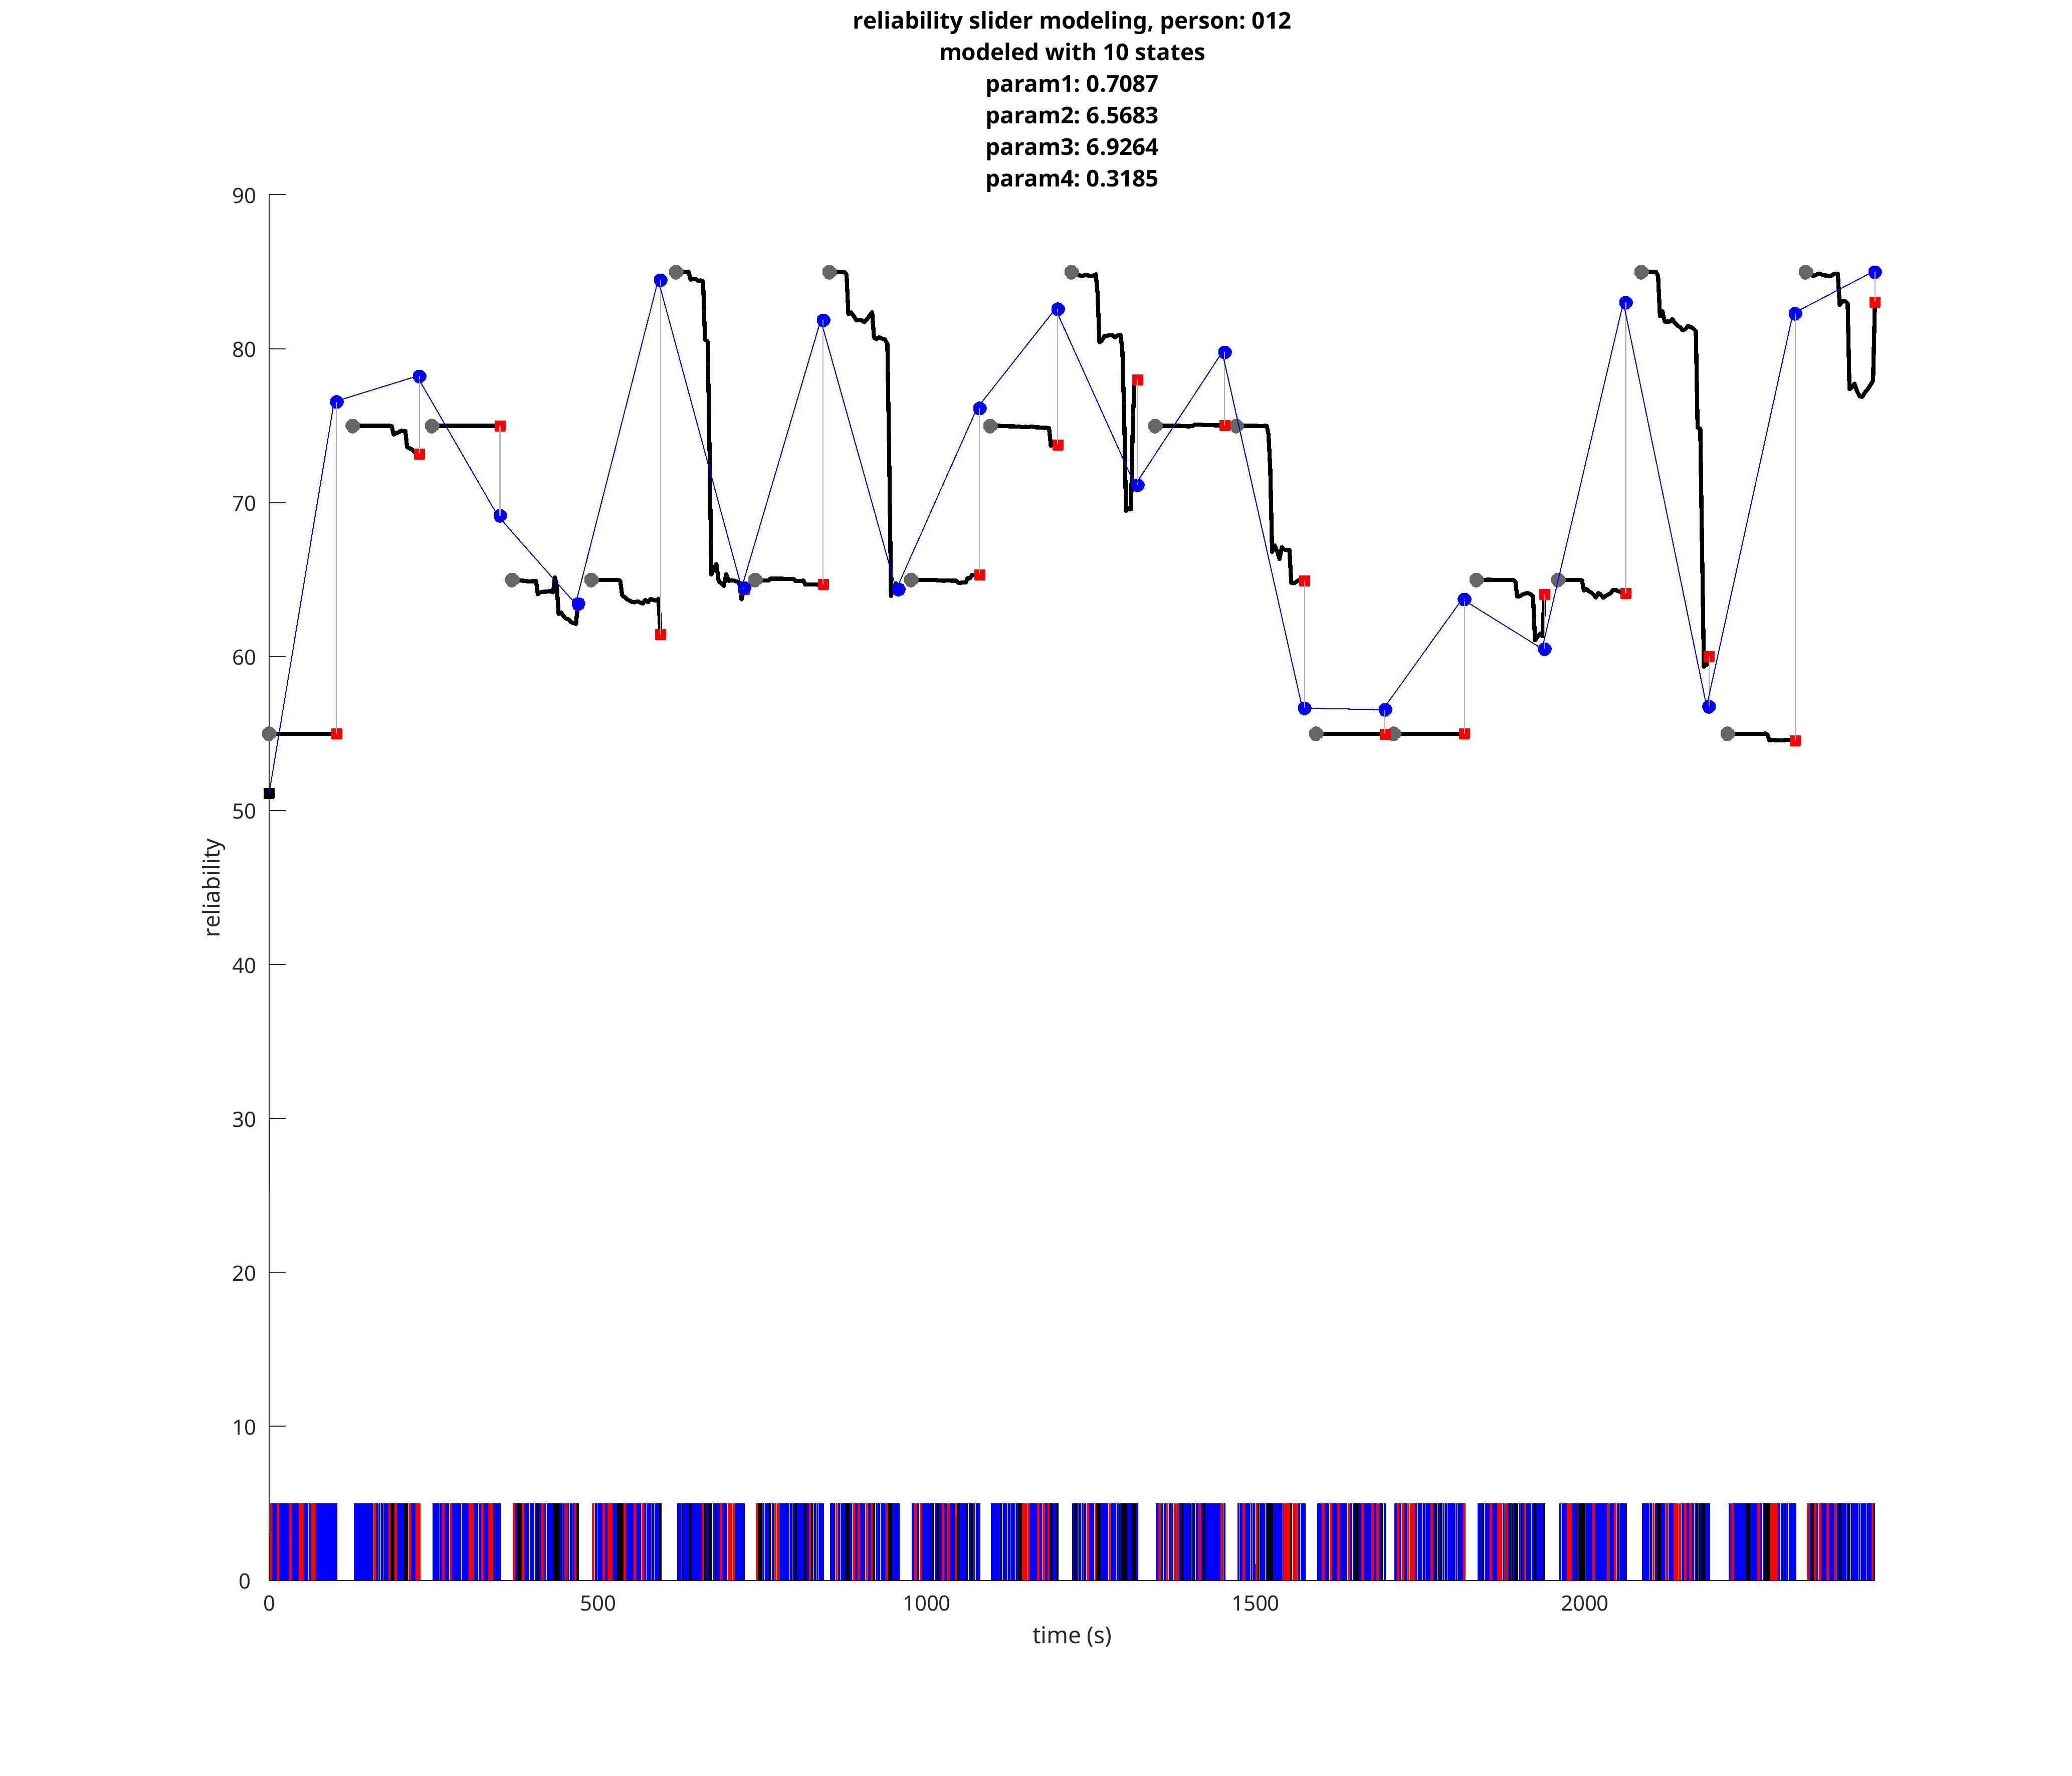 reliability slider modeling, person: 012
modeled with 10 states
param1: 0.7087
param2: 6.5683
param3: 6.9264
param4: 0.3185
90
80
70
60
50
40
30
20
10
0
reliability
0 500 1000 1500 2000
time (s)